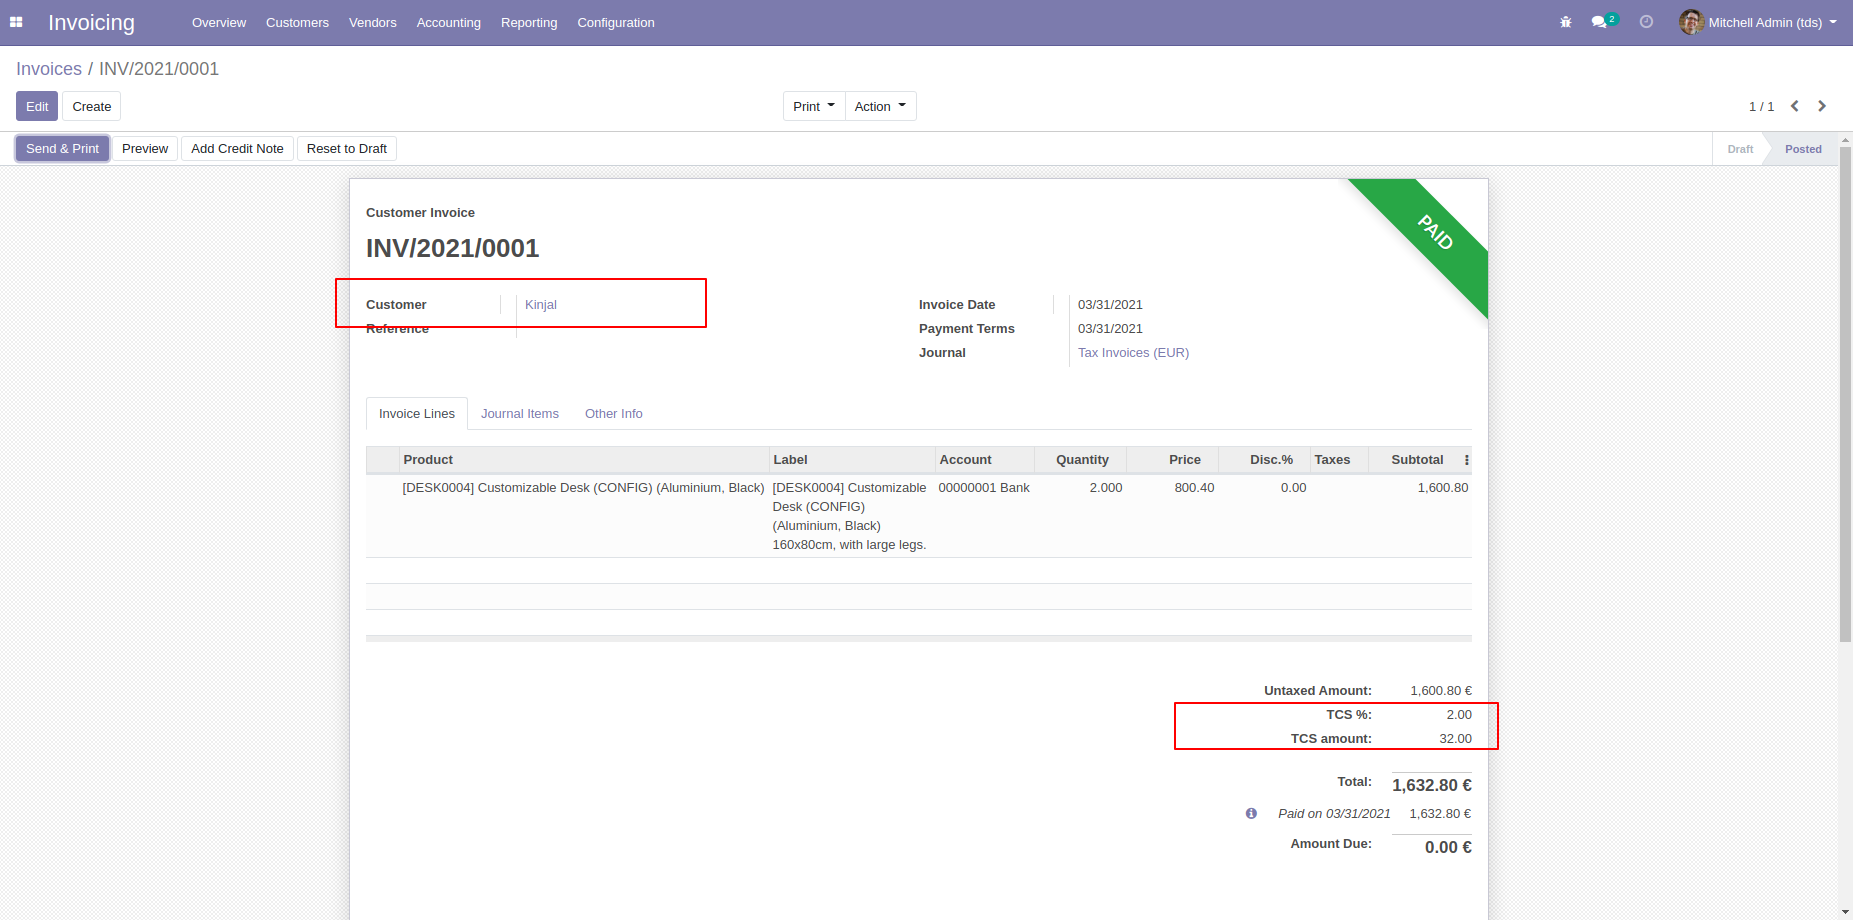 Invoicing Overview Customers Vendors Accounting Reporting Configuration 2 Mitchell Admin (tds)
Invoices / INV/2021/0001
Edit Create Print Action 1 / 1
Send & Print Preview Add Credit Note Reset to Draft Draft Posted
PAID
Customer Invoice
INV/2021/0001
Customer Kinjal Invoice Date 03/31/2021
Reference Payment Terms 03/31/2021
Journal Tax Invoices (EUR)
Invoice Lines Journal Items Other Info
Product Label Account Quantity Price Disc.% Taxes Subtotal
[DESK0004] Customizable Desk (CONFIG) (Aluminium, Black) [DESK0004] Customizable 00000001 Bank 2.000 800.40 0.00 1,600.80
Desk (CONFIG)
(Aluminium, Black)
160x80cm, with large legs.
Untaxed Amount: 1,600.80 €
TCS %: 2.00
TCS amount: 32.00
Total: 1,632.80 €
Paid on 03/31/2021 1,632.80 €
Amount Due: 0.00 €